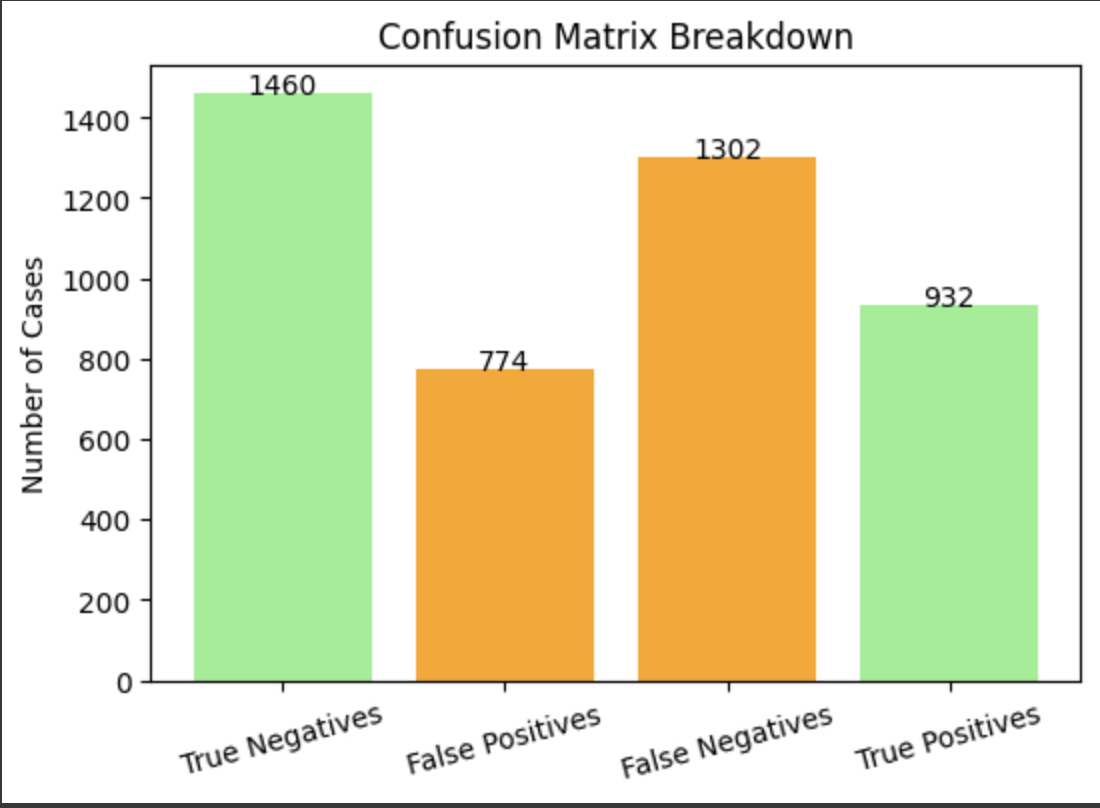 Confusion Matrix Breakdown
1460
1302
932
774
Number of Cases
1400
1200
1000
800
600
400
200
0
True Negatives
False Positives
False Negatives
True Positives